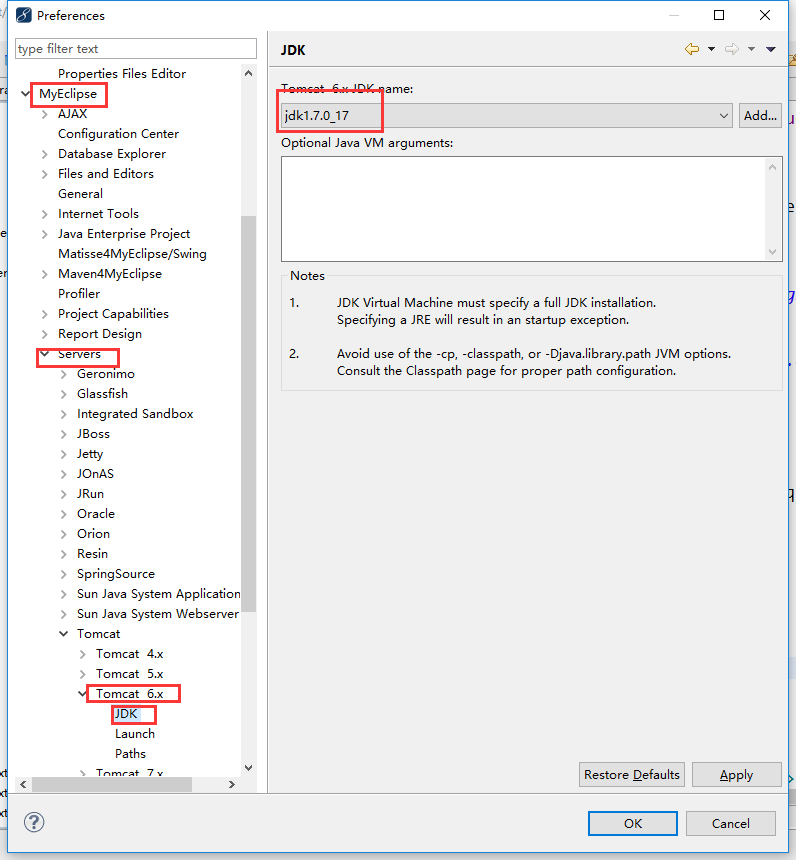 Preferences
type filter text
Properties Files Editor
MyEclipse
AJAX
Configuration Center
Database Explorer
Files and Editors
General
Internet Tools
Java Enterprise Project
Matisse4MyEclipse/Swing
Maven4MyEclipse
Profiler
Project Capabilities
Report Design
Servers
Geronimo
Glassfish
Integrated Sandbox
JBoss
Jetty
JOnAS
JRun
Oracle
Orion
Resin
SpringSource
Sun Java System Application
Sun Java System Webserver
Tomcat
Tomcat 4.x
Tomcat 5.x
Tomcat 6.x
JDK
Launch
Paths
Tomcat 7.x
JDK
Tomcat 6.x JDK name:
jdk1.7.0_17
Add...
Optional Java VM arguments:
Notes
1. JDK Virtual Machine must specify a full JDK installation.
Specifying a JRE will result in an startup exception.
2. Avoid use of the -cp, -classpath, or -Djava.library.path JVM options.
Consult the Classpath page for proper path configuration.
Restore Defaults
Apply
OK
Cancel